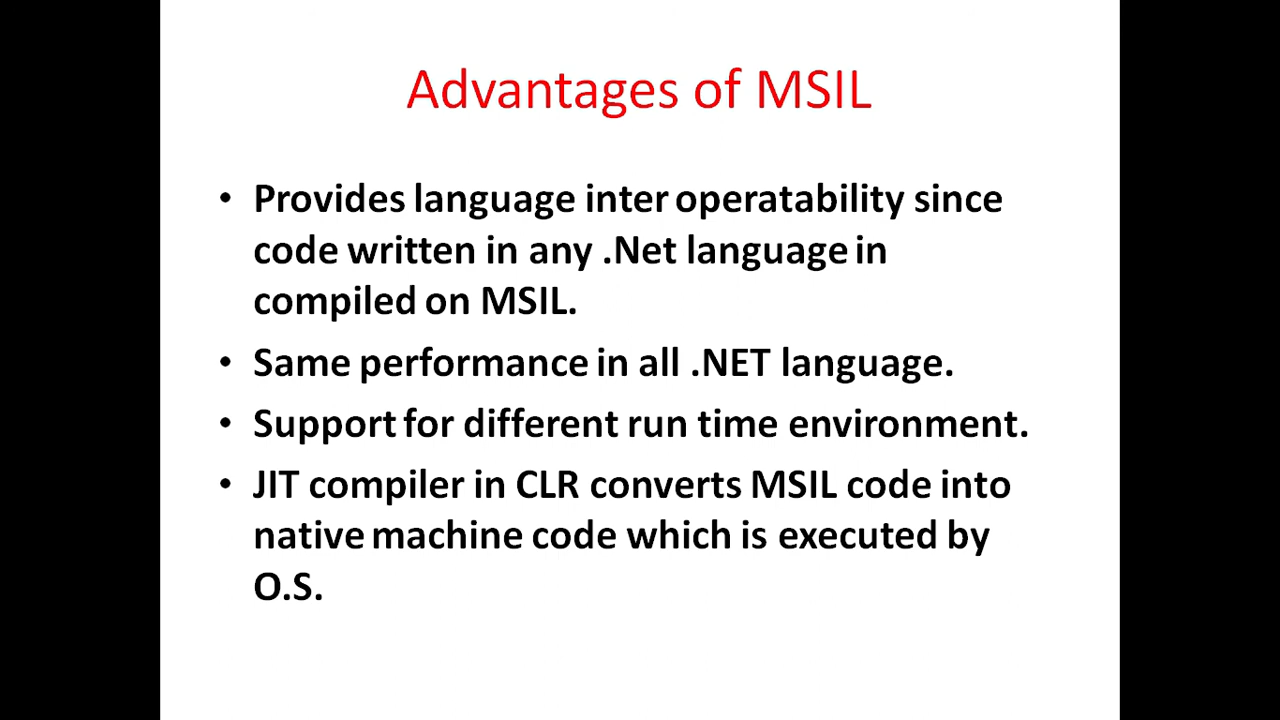 Advantages of MSIL
• Provides language inter operatability since
code written in any .Net language in
compiled on MSIL.
• Same performance in all .NET language.
• Support for different run time environment.
• JIT compiler in CLR converts MSIL code into
native machine code which is executed by
O.S.